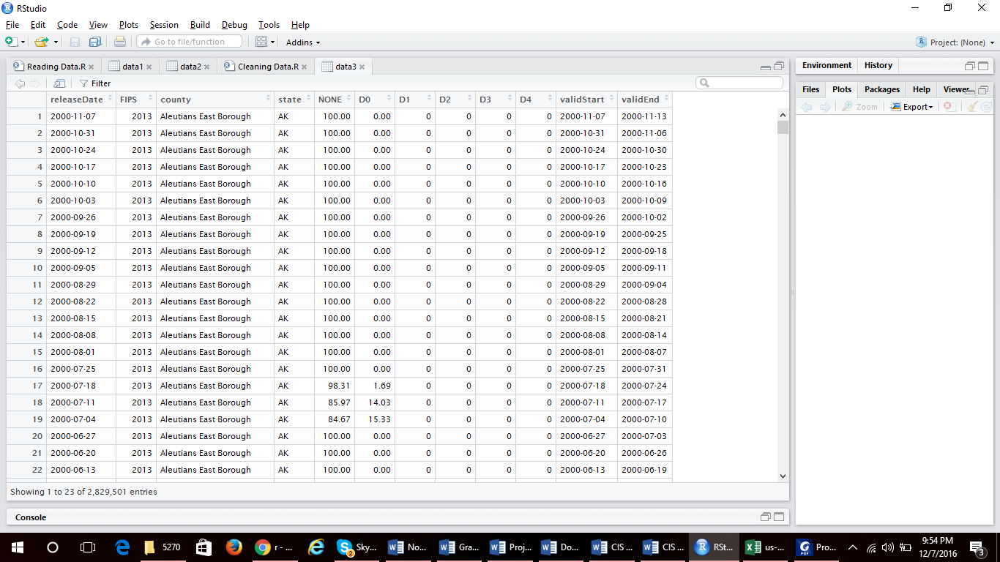 RStudio
File Edit Code View Plots Session Build Debug Tools Help
Go to file/function Addins Project: (None)
Reading Data.R data1 data2 Cleaning Data.R data3
Filter
releaseDate FIPS county state NONE D0 D1 D2 D3 D4 validStart validEnd
1 2000-11-07 2013 Aleutians East Borough AK 100.00 0.00 0 0 0 0 2000-11-07 2000-11-13
2 2000-10-31 2013 Aleutians East Borough AK 100.00 0.00 0 0 0 0 2000-10-31 2000-11-06
3 2000-10-24 2013 Aleutians East Borough AK 100.00 0.00 0 0 0 0 2000-10-24 2000-10-30
4 2000-10-17 2013 Aleutians East Borough AK 100.00 0.00 0 0 0 0 2000-10-17 2000-10-23
5 2000-10-10 2013 Aleutians East Borough AK 100.00 0.00 0 0 0 0 2000-10-10 2000-10-16
6 2000-10-03 2013 Aleutians East Borough AK 100.00 0.00 0 0 0 0 2000-10-03 2000-10-09
7 2000-09-26 2013 Aleutians East Borough AK 100.00 0.00 0 0 0 0 2000-09-26 2000-10-02
8 2000-09-19 2013 Aleutians East Borough AK 100.00 0.00 0 0 0 0 2000-09-19 2000-09-25
9 2000-09-12 2013 Aleutians East Borough AK 100.00 0.00 0 0 0 0 2000-09-12 2000-09-18
10 2000-09-05 2013 Aleutians East Borough AK 100.00 0.00 0 0 0 0 2000-09-05 2000-09-11
11 2000-08-29 2013 Aleutians East Borough AK 100.00 0.00 0 0 0 0 2000-08-29 2000-09-04
12 2000-08-22 2013 Aleutians East Borough AK 100.00 0.00 0 0 0 0 2000-08-22 2000-08-28
13 2000-08-15 2013 Aleutians East Borough AK 100.00 0.00 0 0 0 0 2000-08-15 2000-08-21
14 2000-08-08 2013 Aleutians East Borough AK 100.00 0.00 0 0 0 0 2000-08-08 2000-08-14
15 2000-08-01 2013 Aleutians East Borough AK 100.00 0.00 0 0 0 0 2000-08-01 2000-08-07
16 2000-07-25 2013 Aleutians East Borough AK 100.00 0.00 0 0 0 0 2000-07-25 2000-07-31
17 2000-07-18 2013 Aleutians East Borough AK 98.31 1.69 0 0 0 0 2000-07-18 2000-07-24
18 2000-07-11 2013 Aleutians East Borough AK 85.97 14.03 0 0 0 0 2000-07-11 2000-07-17
19 2000-07-04 2013 Aleutians East Borough AK 84.67 15.33 0 0 0 0 2000-07-04 2000-07-10
20 2000-06-27 2013 Aleutians East Borough AK 100.00 0.00 0 0 0 0 2000-06-27 2000-07-03
21 2000-06-20 2013 Aleutians East Borough AK 100.00 0.00 0 0 0 0 2000-06-20 2000-06-26
22 2000-06-13 2013 Aleutians East Borough AK 100.00 0.00 0 0 0 0 2000-06-13 2000-06-19
Showing 1 to 23 of 2,829,501 entries
Console
Environment History
Files Plots Packages Help Viewer
Zoom Export
5270 r - ... Sky... 2 No... Gra... Proj... Do... CIS ... CIS ... RSt... us-... Pro... 9:54 PM
12/7/2016 3